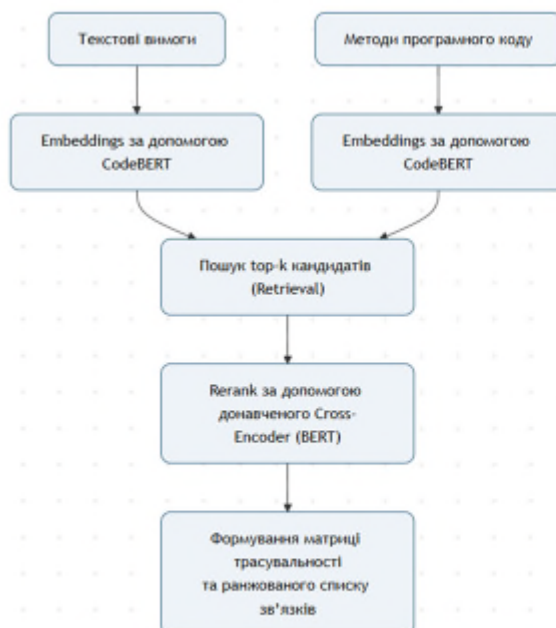 Текстові вимоги
Методи програмного коду
Embeddings за допомогою
CodeBERT
Embeddings за допомогою
CodeBERT
Пошук top-k кандидатів
(Retrieval)
Rerank за допомогою
донавченого Cross-
Encoder (BERT)
Формування матриці
трасувальності
та ранжованого списку
зв'язків